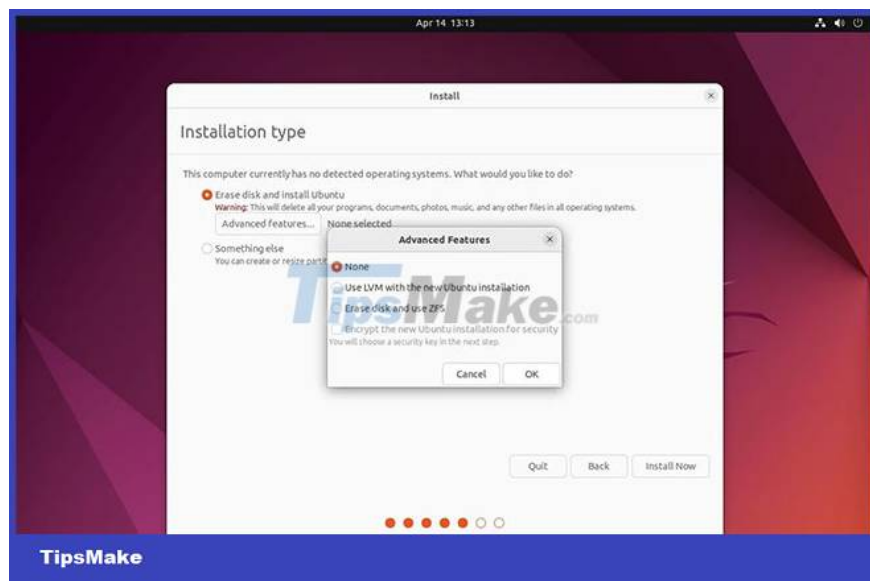 Apr 14 13:13
Install
Installation type
This computer currently has no detected operating systems. What would you like to do?
Erase disk and install Ubuntu
Warning: This will delete all your programs, documents, photos, music, and any other files in all operating systems.
Advanced features... None selected
Something else
You can create or resize part
Advanced Features
None
Use LVM with the new Ubuntu installation
Erase disk and use ZFS
Encrypt the new Ubuntu installation for security
You will choose a security key in the next step.
Cancel OK
TipsMake.com
Quit Back Install Now
TipsMake